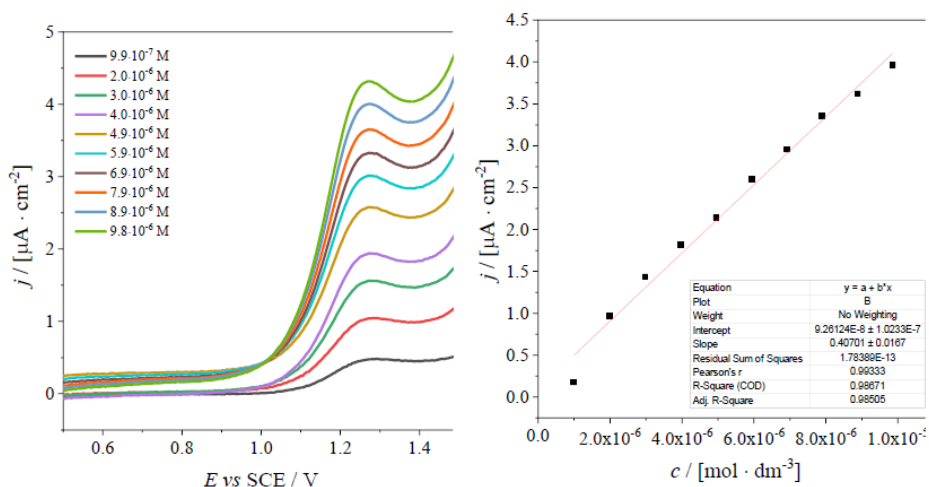 j / [µA · cm⁻²]
5
4
3
2
1
0
9.9·10⁻⁷ M
2.0·10⁻⁶ M
3.0·10⁻⁶ M
4.0·10⁻⁶ M
4.9·10⁻⁶ M
5.9·10⁻⁶ M
6.9·10⁻⁶ M
7.9·10⁻⁶ M
8.9·10⁻⁶ M
9.8·10⁻⁶ M
0.6 0.8 1.0 1.2 1.4
E vs SCE / V
j / [µA · cm⁻²]
4.5
4.0
3.5
3.0
2.5
2.0
1.5
1.0
0.5
0.0
Equation y = a + b*x
Plot B
Weight No Weighting
Intercept 9.26124E-8 ± 1.0233E-7
Slope 0.40701 ± 0.0167
Residual Sum of Squares 1.78389E-13
Pearson's r 0.99333
R-Square (COD) 0.98671
Adj. R-Square 0.98505
0.0 2.0x10⁻⁶ 4.0x10⁻⁶ 6.0x10⁻⁶ 8.0x10⁻⁶ 1.0x10⁻⁵
c / [mol · dm⁻³]